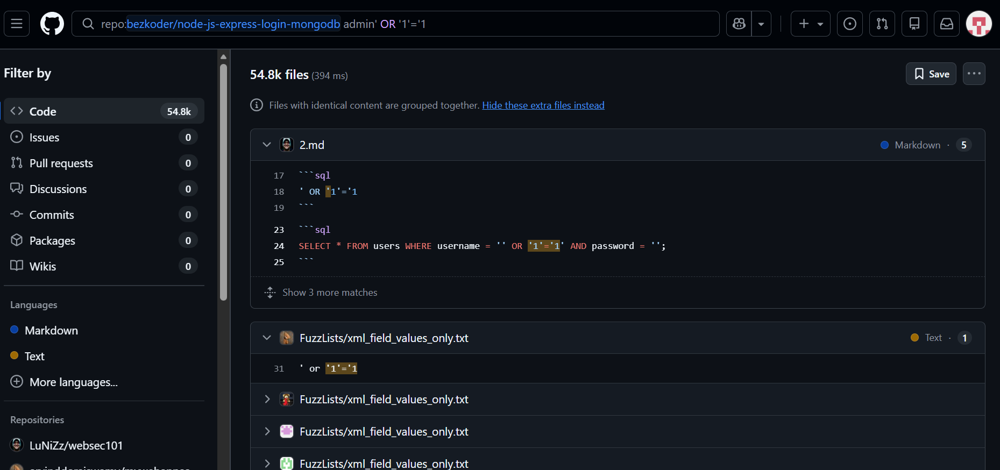 repo:bezkoder/node-js-express-login-mongodb admin' OR '1'='1
Filter by
Code 54.8k
Issues 0
Pull requests 0
Discussions 0
Commits 0
Packages 0
Wikis 0
Languages
Markdown
Text
More languages...
Repositories
LuNiZz/websec101
54.8k files (394 ms)
Save
Files with identical content are grouped together. Hide these extra files instead
2.md
Markdown · 5
17 ```sql
18 ' OR '1'='1
19 ```
23 ```sql
24 SELECT * FROM users WHERE username = '' OR '1'='1' AND password = '';
25 ```
Show 3 more matches
FuzzLists/xml_field_values_only.txt
Text · 1
31 ' or '1'='1
FuzzLists/xml_field_values_only.txt
FuzzLists/xml_field_values_only.txt
FuzzLists/xml_field_values_only.txt